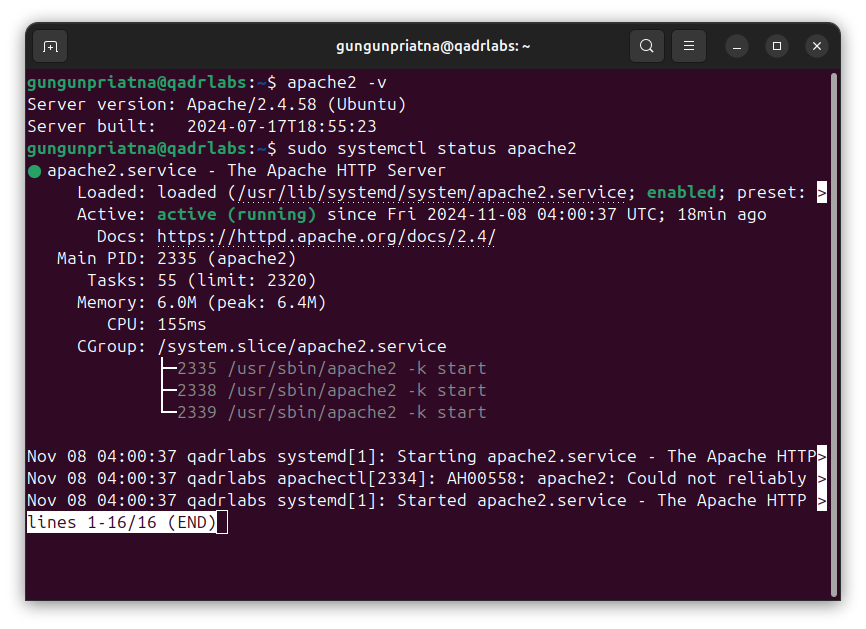 gungunpriatna@qadrlabs: ~
gungunpriatna@qadrlabs:~$ apache2 -v
Server version: Apache/2.4.58 (Ubuntu)
Server built:   2024-07-17T18:55:23
gungunpriatna@qadrlabs:~$ sudo systemctl status apache2
● apache2.service - The Apache HTTP Server
     Loaded: loaded (/usr/lib/systemd/system/apache2.service; enabled; preset: >
     Active: active (running) since Fri 2024-11-08 04:00:37 UTC; 18min ago
       Docs: https://httpd.apache.org/docs/2.4/
   Main PID: 2335 (apache2)
      Tasks: 55 (limit: 2320)
     Memory: 6.0M (peak: 6.4M)
        CPU: 155ms
     CGroup: /system.slice/apache2.service
             ├─2335 /usr/sbin/apache2 -k start
             ├─2338 /usr/sbin/apache2 -k start
             └─2339 /usr/sbin/apache2 -k start
Nov 08 04:00:37 qadrlabs systemd[1]: Starting apache2.service - The Apache HTTP>
Nov 08 04:00:37 qadrlabs apachectl[2334]: AH00558: apache2: Could not reliably >
Nov 08 04:00:37 qadrlabs systemd[1]: Started apache2.service - The Apache HTTP >
lines 1-16/16 (END)